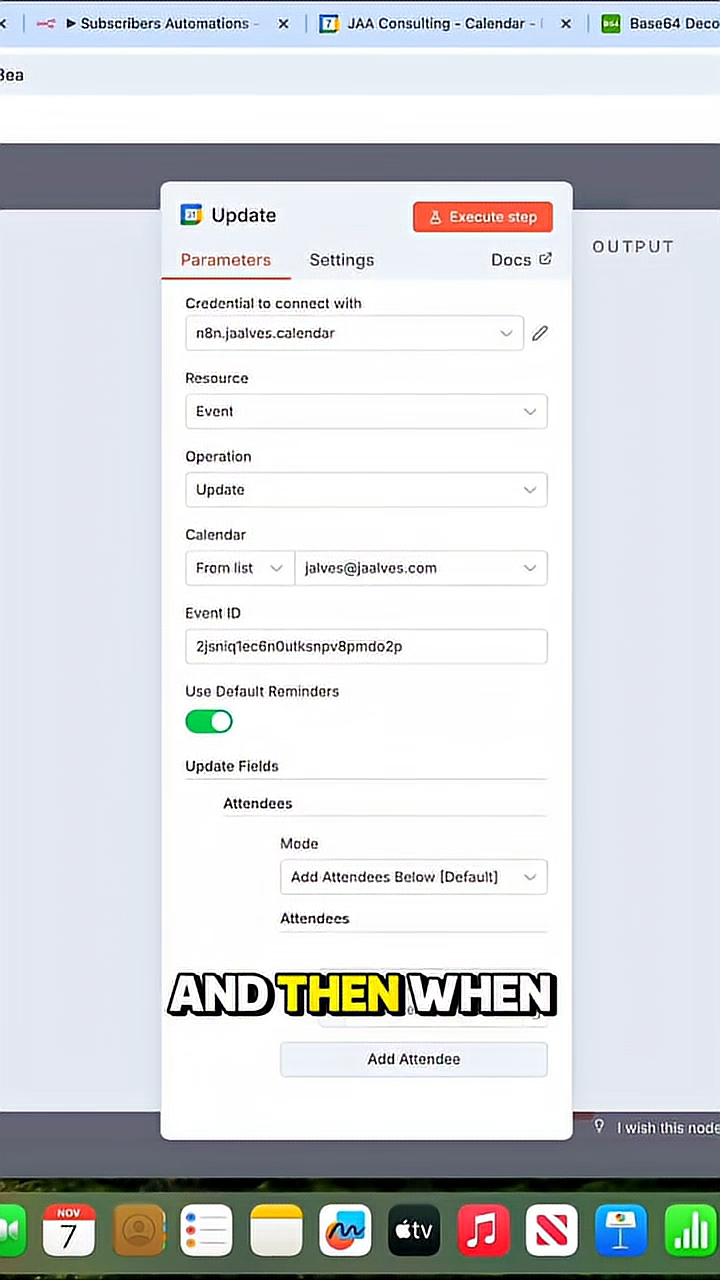 Subscribers Automations -
JAA Consulting - Calendar -
Base64 Deco
Bea
31
Update
Execute step
Parameters
Settings
Docs
OUTPUT
Credential to connect with
n8n.jaalves.calendar
Resource
Event
Operation
Update
Calendar
From list
jalves@jaalves.com
Event ID
2jsniq1ec6n0utksnpv8pmdo2p
Use Default Reminders
Update Fields
Attendees
Mode
Add Attendees Below [Default]
Attendees
AND THEN WHEN
Add Attendee
I wish this node
NOV
7
tv